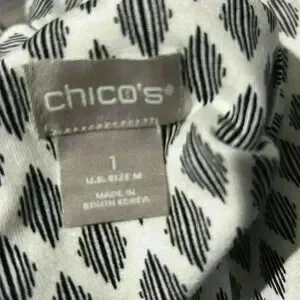 chico's®
1
U.S. SIZE M
MADE IN
SOUTH KOREA